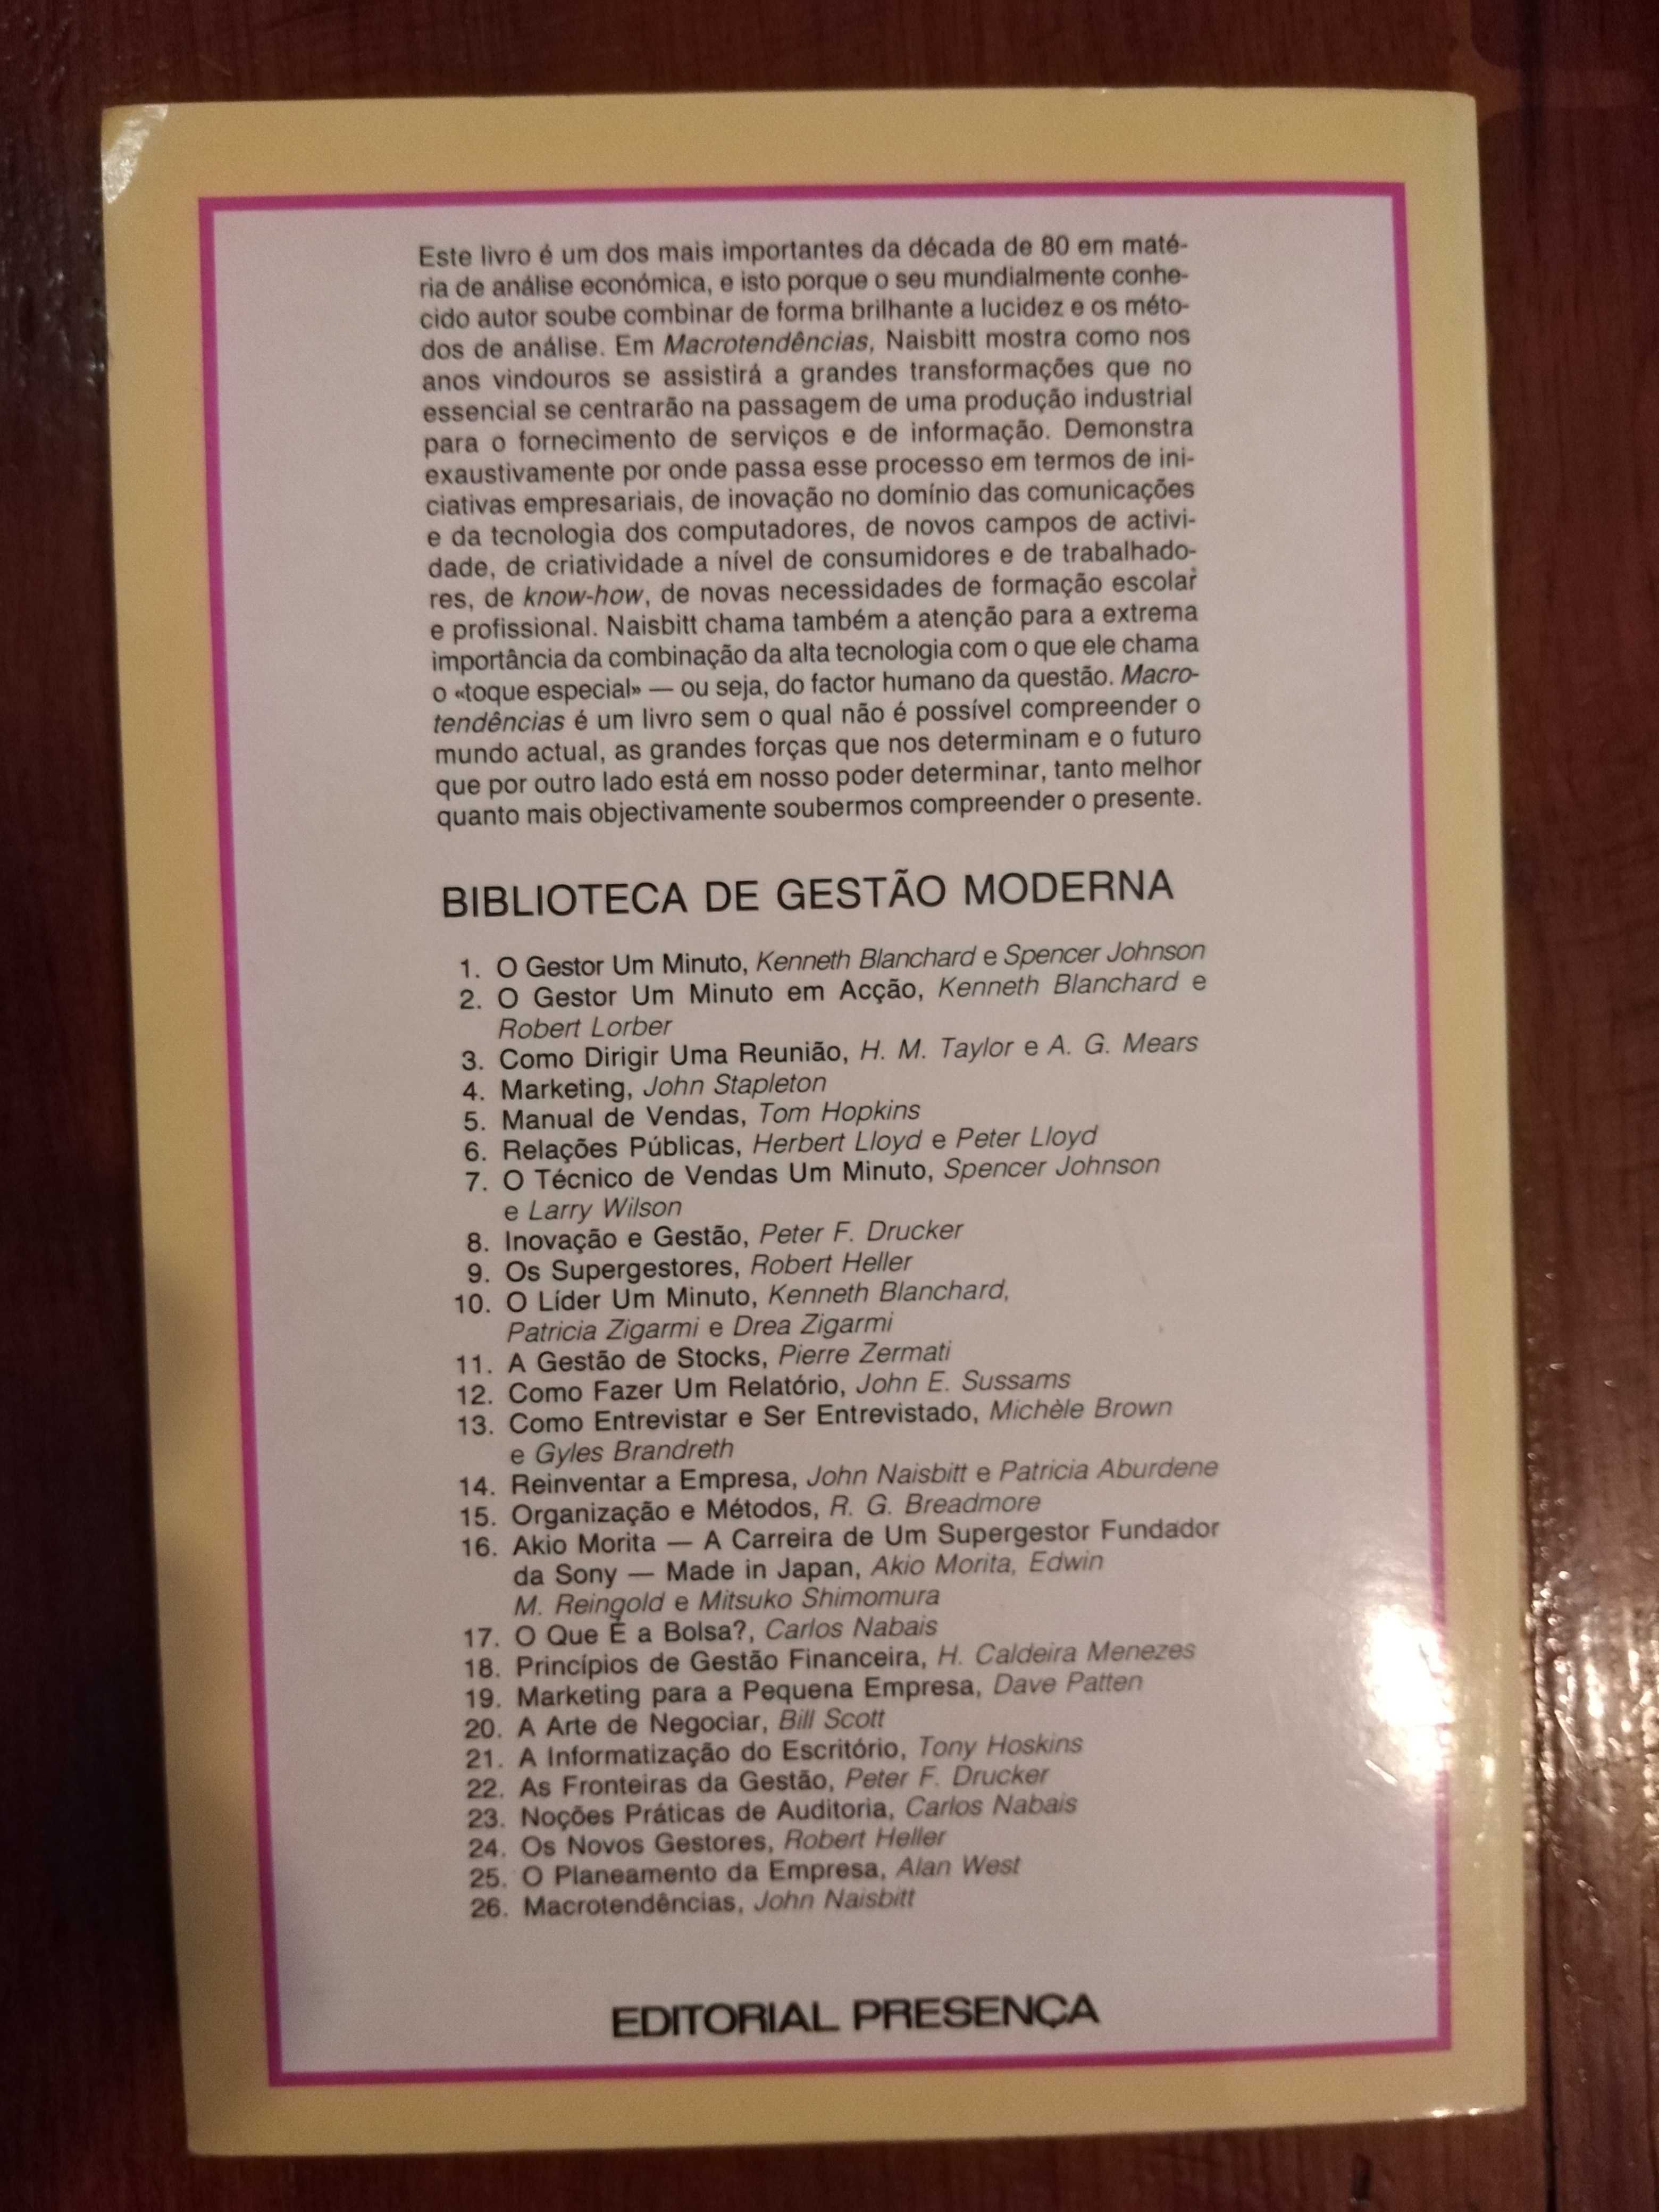 Este livro é um dos mais importantes da década de 80 em maté-
ria de análise económica, e isto porque o seu mundialmente conhe-
cido autor soube combinar de forma brilhante a lucidez e os méto-
dos de análise. Em Macrotendências, Naisbitt mostra como nos
anos vindouros se assistirá a grandes transformações que no
essencial se centrarão na passagem de uma produção industrial
para o fornecimento de serviços e de informação. Demonstra
exaustivamente por onde passa esse processo em termos de ini-
ciativas empresariais, de inovação no domínio das comunicações
e da tecnologia dos computadores, de novos campos de activi-
dade, de criatividade a nível de consumidores e de trabalhado-
res, de know-how, de novas necessidades de formação escolar
e profissional. Naisbitt chama também a atenção para a extrema
importância da combinação da alta tecnologia com o que ele chama
o «toque especial» — ou seja, do factor humano da questão. Macro-
tendências é um livro sem o qual não é possível compreender o
mundo actual, as grandes forças que nos determinam e o futuro
que por outro lado está em nosso poder determinar, tanto melhor
quanto mais objectivamente soubermos compreender o presente.
BIBLIOTECA DE GESTÃO MODERNA
1. O Gestor Um Minuto, Kenneth Blanchard e Spencer Johnson
2. O Gestor Um Minuto em Acção, Kenneth Blanchard e
Robert Lorber
3. Como Dirigir Uma Reunião, H. M. Taylor e A. G. Mears
4. Marketing, John Stapleton
5. Manual de Vendas, Tom Hopkins
6. Relações Públicas, Herbert Lloyd e Peter Lloyd
7. O Técnico de Vendas Um Minuto, Spencer Johnson
e Larry Wilson
8. Inovação e Gestão, Peter F. Drucker
9. Os Supergestores, Robert Heller
10. O Líder Um Minuto, Kenneth Blanchard,
Patricia Zigarmi e Drea Zigarmi
11. A Gestão de Stocks, Pierre Zermati
12. Como Fazer Um Relatório, John E. Sussams
13. Como Entrevistar e Ser Entrevistado, Michèle Brown
e Gyles Brandreth
14. Reinventar a Empresa, John Naisbitt e Patricia Aburdene
15. Organização e Métodos, R. G. Breadmore
16. Akio Morita — A Carreira de Um Supergestor Fundador
da Sony — Made in Japan, Akio Morita, Edwin
M. Reingold e Mitsuko Shimomura
17. O Que É a Bolsa?, Carlos Nabais
18. Princípios de Gestão Financeira, H. Caldeira Menezes
19. Marketing para a Pequena Empresa, Dave Patten
20. A Arte de Negociar, Bill Scott
21. A Informatização do Escritório, Tony Hoskins
22. As Fronteiras da Gestão, Peter F. Drucker
23. Noções Práticas de Auditoria, Carlos Nabais
24. Os Novos Gestores, Robert Heller
25. O Planeamento da Empresa, Alan West
26. Macrotendências, John Naisbitt
EDITORIAL PRESENÇA